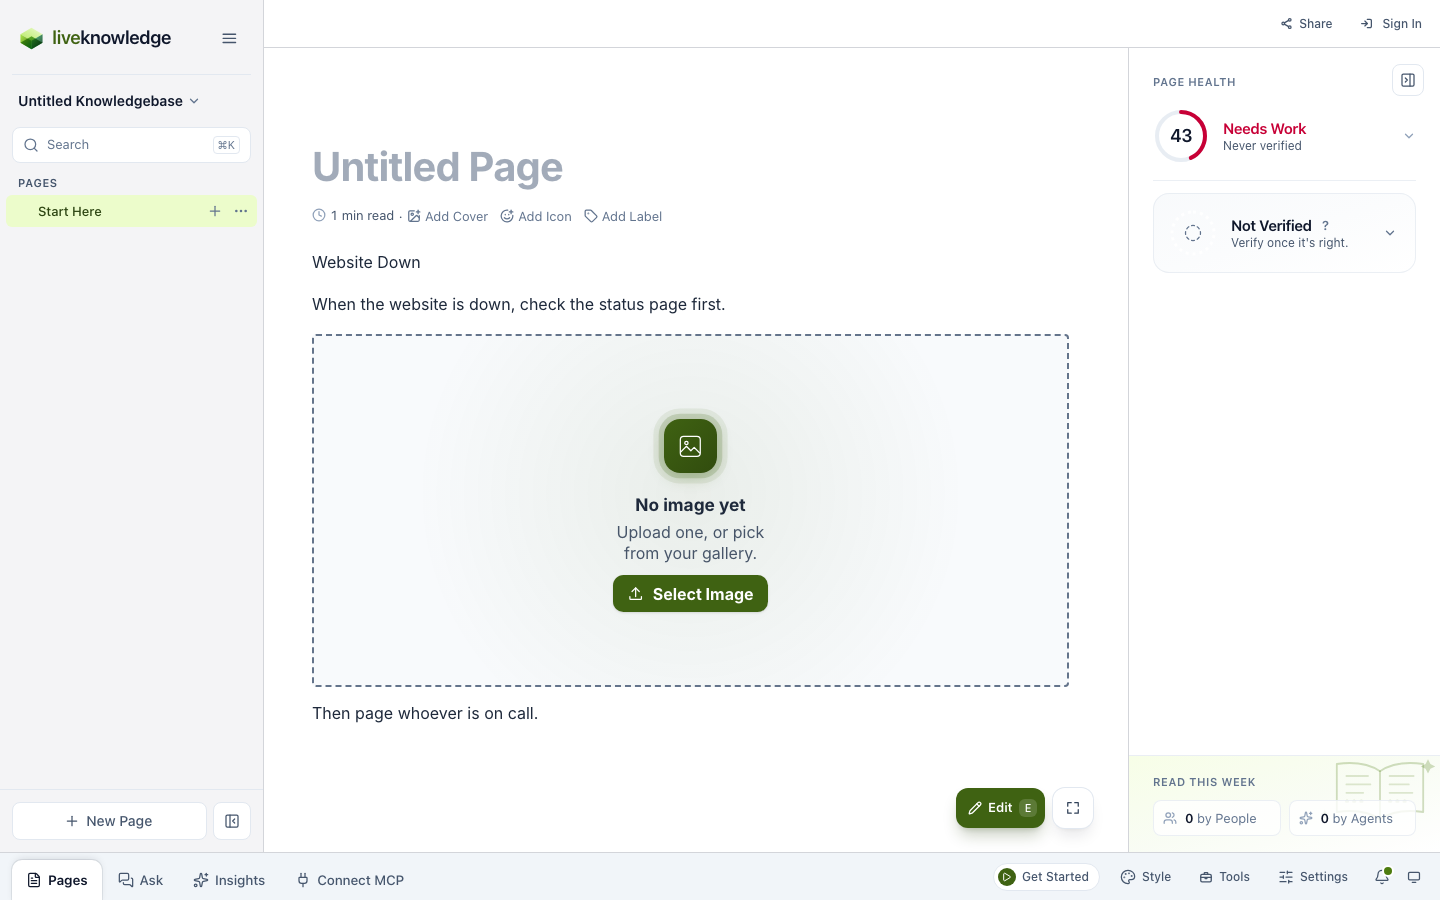 liveknowledge
Share
Sign In
Untitled Knowledgebase
Search
⌘K
PAGES
Start Here
New Page
Untitled Page
1 min read ·
Add Cover
Add Icon
Add Label
Website Down
When the website is down, check the status page first.
No image yet
Upload one, or pick
from your gallery.
Select Image
Then page whoever is on call.
Edit E
PAGE HEALTH
43
Needs Work
Never verified
Not Verified ?
Verify once it's right.
READ THIS WEEK
0 by People
0 by Agents
Pages
Ask
Insights
Connect MCP
Get Started
Style
Tools
Settings